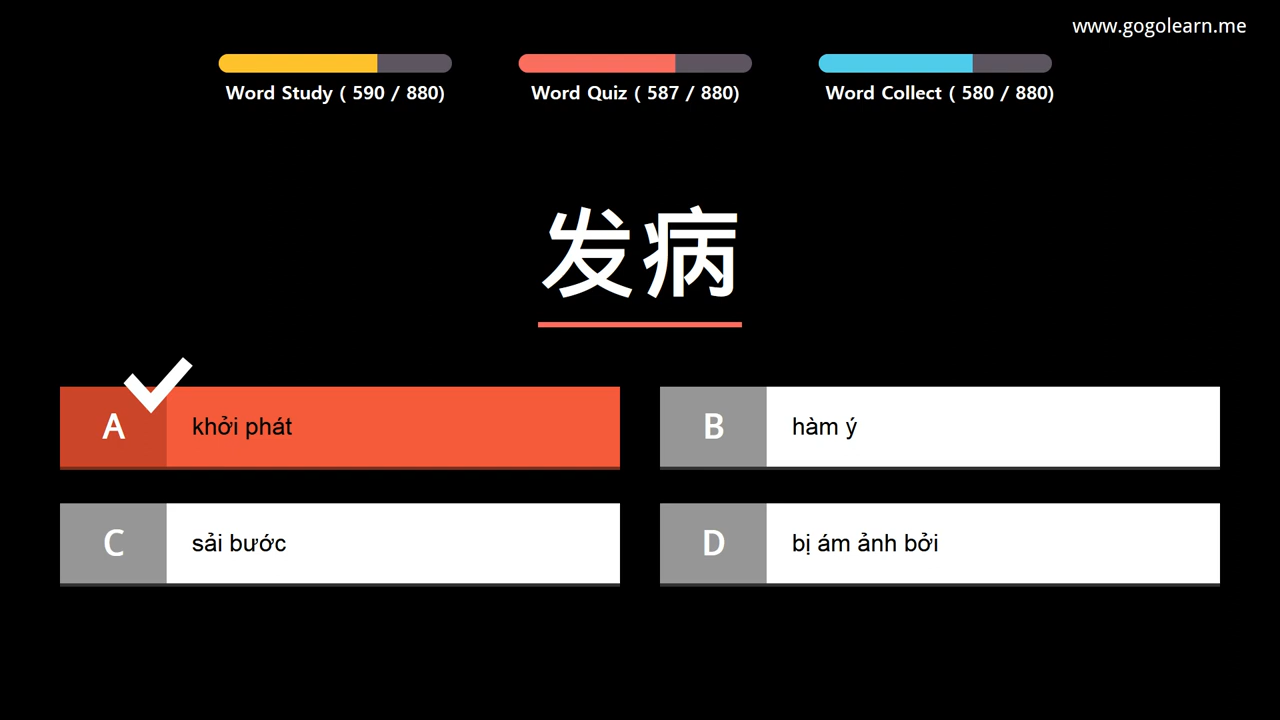 www.gogolearn.me
Word Study ( 590 / 880)
Word Quiz ( 587 / 880)
Word Collect ( 580 / 880)
发病
A khởi phát
B hàm ý
C sải bước
D bị ám ảnh bởi